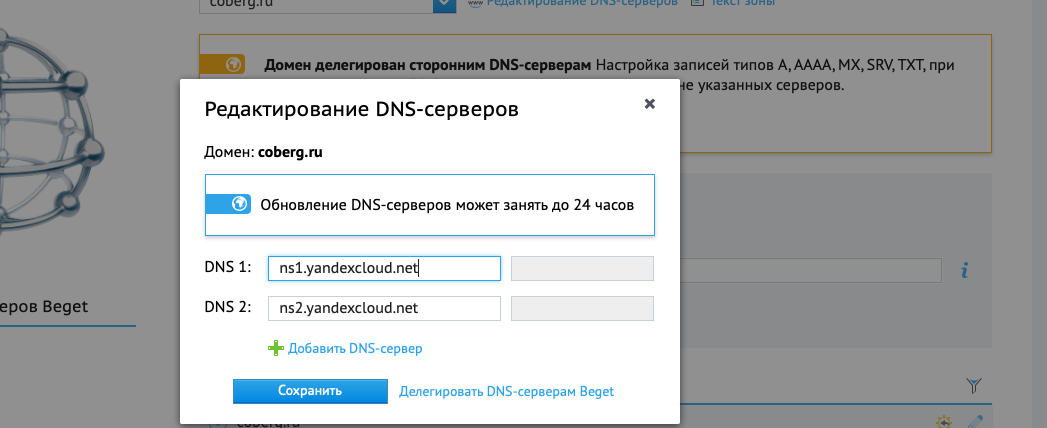 coberg.ru
Редактирование DNS-серверов
Текст зоны
Домен делегирован сторонним DNS-серверам Настройка записей типов A, AAAA, MX, SRV, TXT, при
не указанных серверов.
Редактирование DNS-серверов
Домен: coberg.ru
Обновление DNS-серверов может занять до 24 часов
DNS 1:
ns1.yandexcloud.net
DNS 2:
ns2.yandexcloud.net
Добавить DNS-сервер
Сохранить
Делегировать DNS-серверам Beget
еров Beget
i
coberg.ru